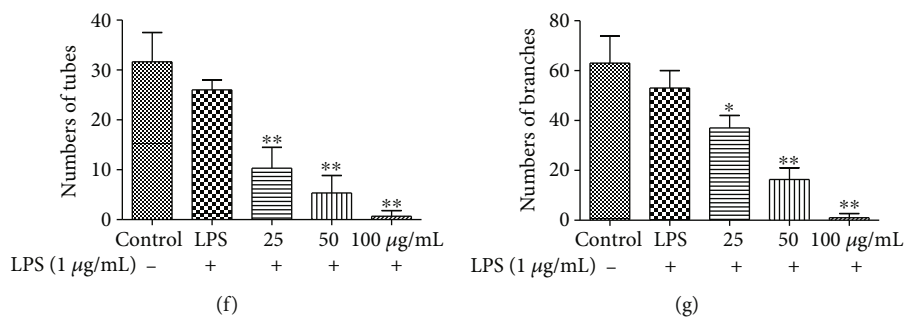 Numbers of tubes
40
30
20
10
0
**
**
**
Control LPS 25 50 100 μg/mL
LPS (1 μg/mL) – + + + +
(f)
Numbers of branches
80
60
40
20
0
*
**
**
Control LPS 25 50 100 μg/mL
LPS (1 μg/mL) – + + + +
(g)